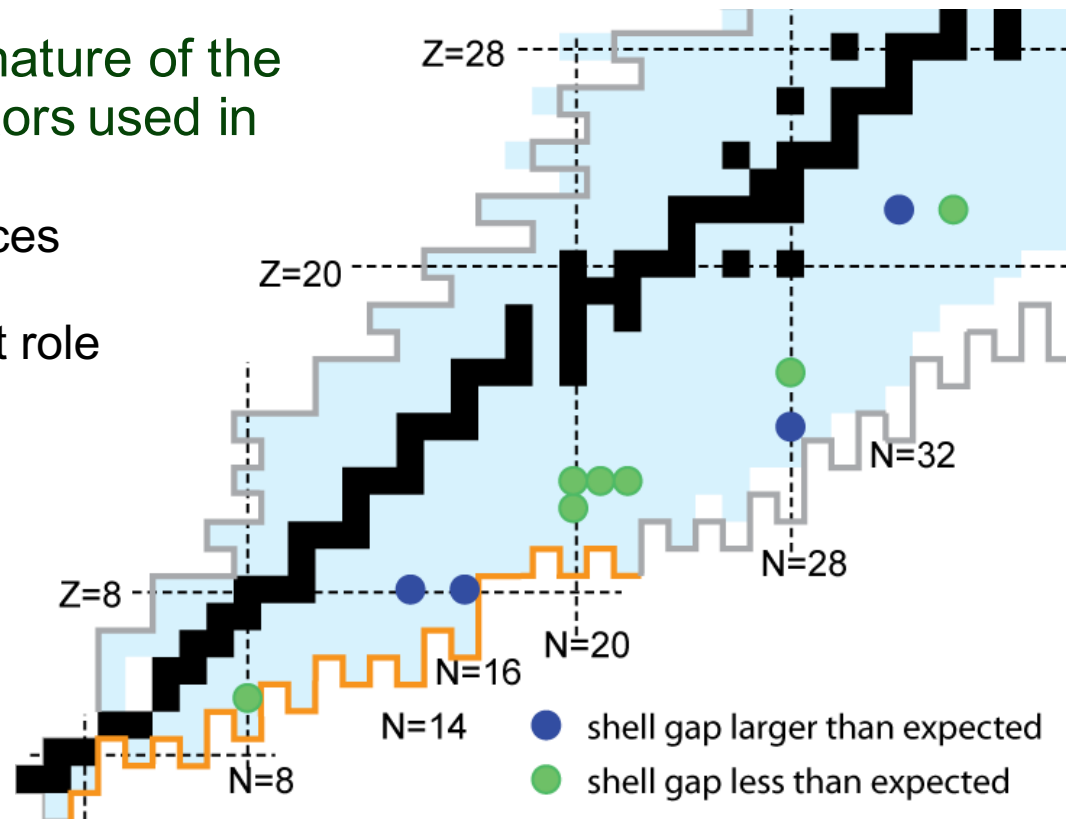 nature of the
ors used in
ces
t role
Z=28
Z=20
Z=8
N=32
N=28
N=20
N=16
N=14
N=8
shell gap larger than expected
shell gap less than expected